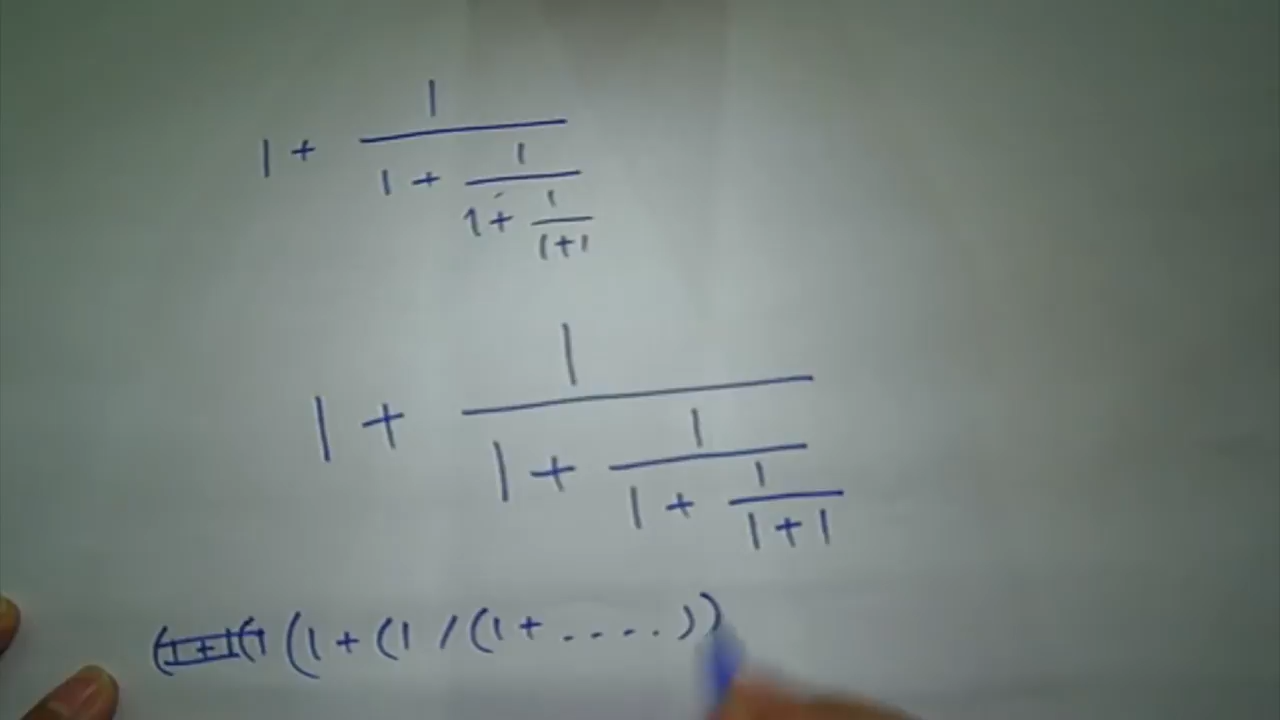 1
1 + ―――
1
1 + ―――
1
1 + ―――
1+1
1
1 + ―――
1
1 + ―――
1
1 + ―――
1 + 1
(1 + (1 / (1 + ....))